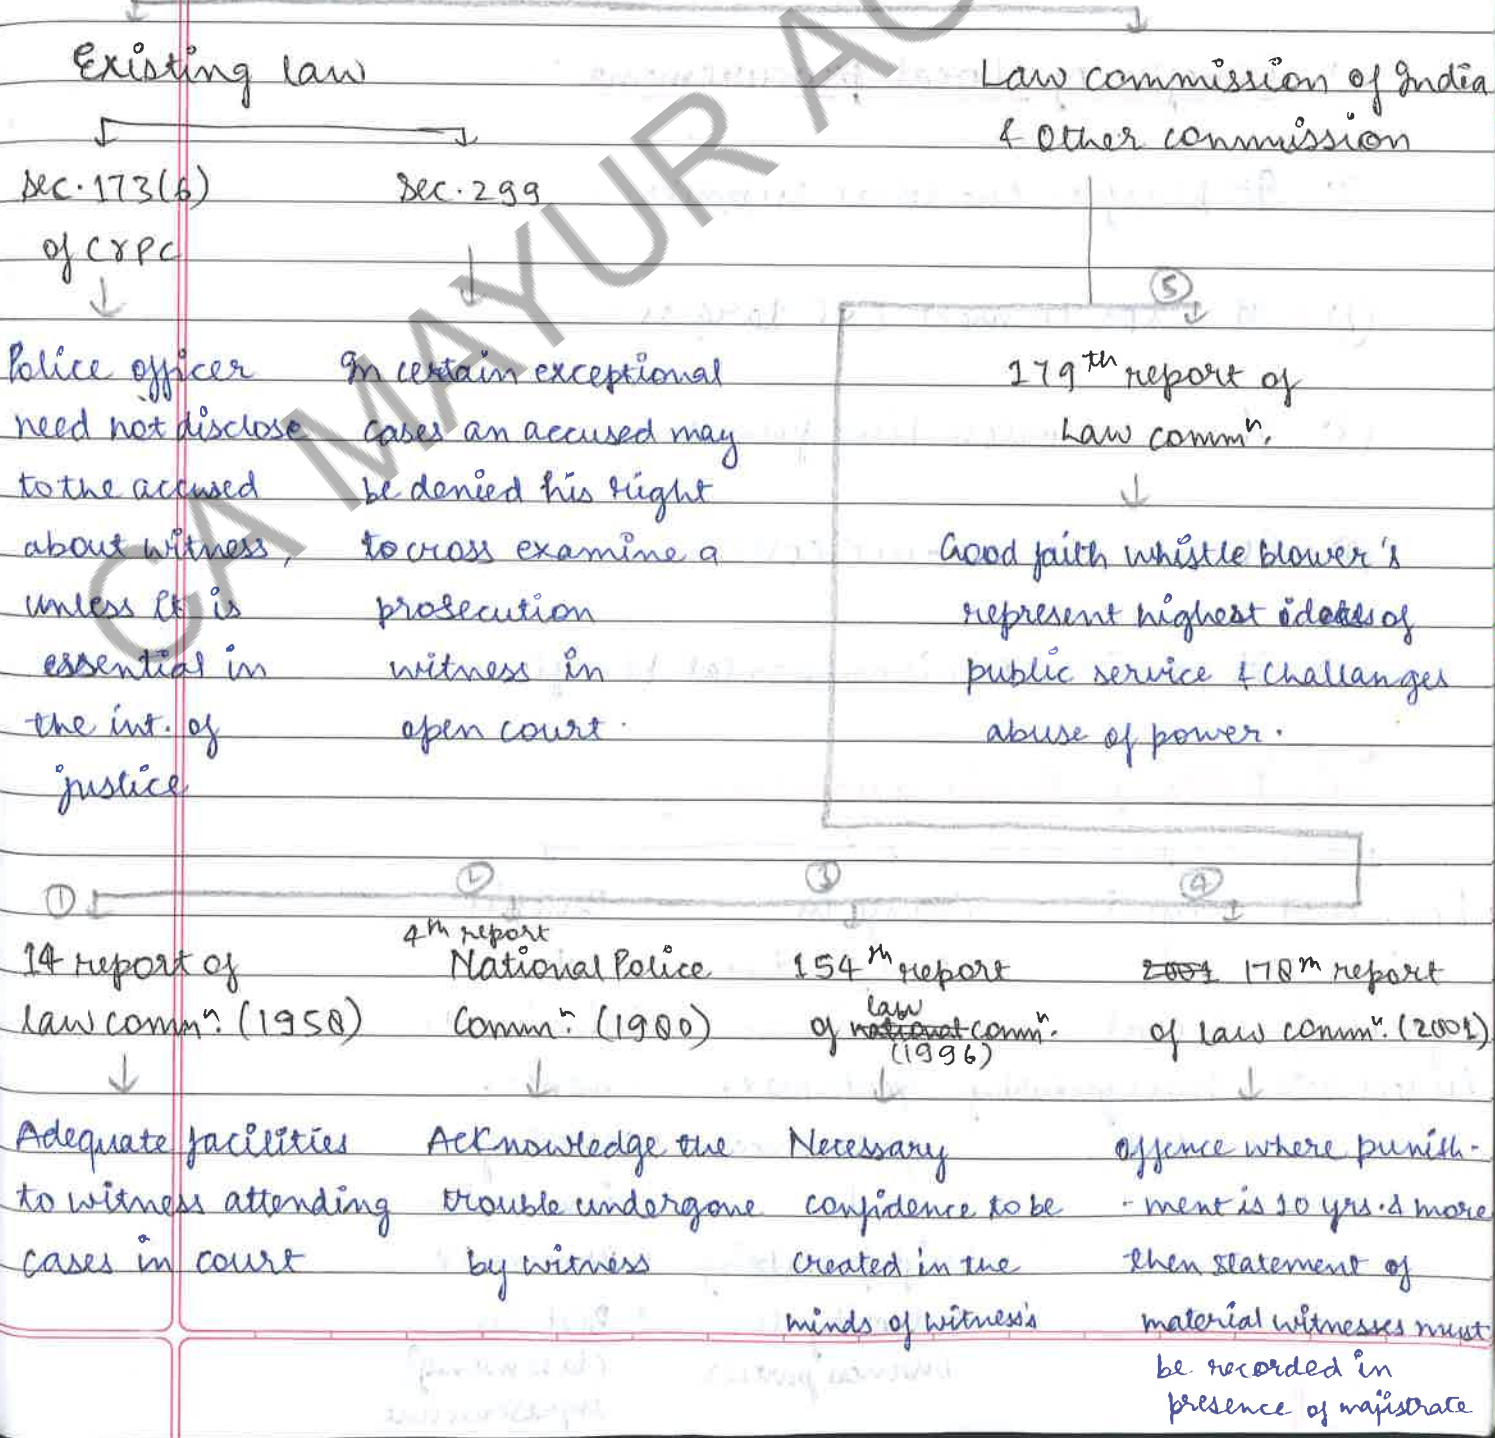 Existing law
Sec. 173(6)
of CrPC
Police officer
need not disclose
to the accused
about witness,
unless it is
essential in
the int. of
justice
Sec. 299
In certain exceptional
cases an accused may
be denied his right
to cross examine a
prosecution
witness in
open court.
Law commission of India
& Other commission
5
179th report of
Law commn.
Good faith whistle blower's
represent highest ideals of
public service & Challanges
abuse of power.
1
14 report of
law commn. (1958)
Adequate facilities
to witness attending
cases in court
2
4th report
National Police
Commn. (1980)
Acknowledge the
trouble undergone
by witness
3
154th report
law
of national commn.
(1996)
Necessary
confidence to be
created in the
minds of witness's
4
2001 178th report
of law commn. (2001)
offence where punish-
-ment is 10 yrs. & more
then statement of
material witnesses must
be recorded in
presence of majistrate
CA MAYUR